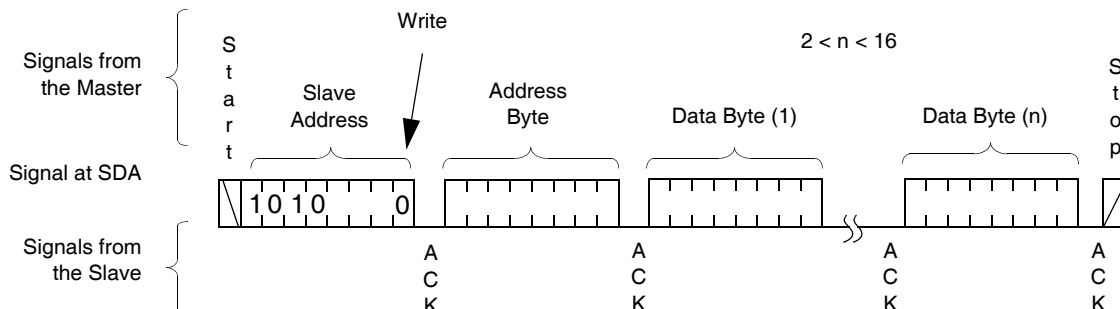 Signals from
the Master
S
t
a
r
t
Slave
Address
Write
Address
Byte
Data Byte (1)
2 < n < 16
Data Byte (n)
S
t
o
p
Signal at SDA
1 0 1 0 0
Signals from
the Slave
A
C
K
A
C
K
A
C
K
A
C
K